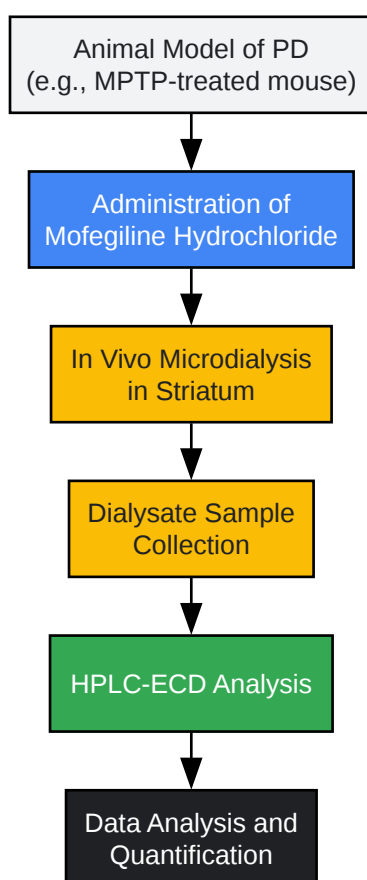 Animal Model of PD
(e.g., MPTP-treated mouse)
Administration of
Mofegiline Hydrochloride
In Vivo Microdialysis
in Striatum
Dialysate Sample
Collection
HPLC-ECD Analysis
Data Analysis and
Quantification